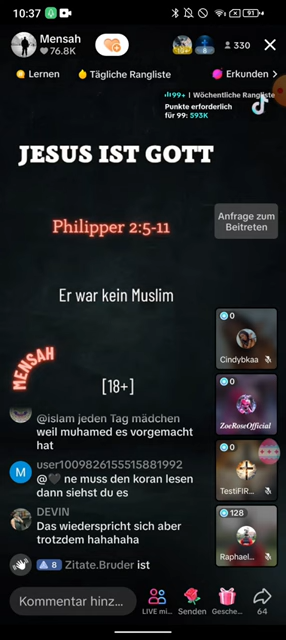 10:37
91
Mensah
76.8K
330
Lernen
Tägliche Rangliste
Erkunden
99+ | Wöchentliche Rangliste
Punkte erforderlich
für 99: 593K
JESUS IST GOTT
Philipper 2:5-11
Anfrage zum
Beitreten
Er war kein Muslim
MENSAH
[18+]
0
Cindybkaa
0
ZoeRoseOfficial
0
TestiFIR...
128
Raphael...
@islam jeden Tag mädchen
weil muhamed es vorgemacht
hat
M
user1009826155515881992
@🖤 ne muss den koran lesen
dann siehst du es
DEVIN
Das wiederspricht sich aber
trotzdem hahahaha
8 Zitate.Bruder ist
Kommentar hinz...
LIVE mi...
Senden
Gesche...
64